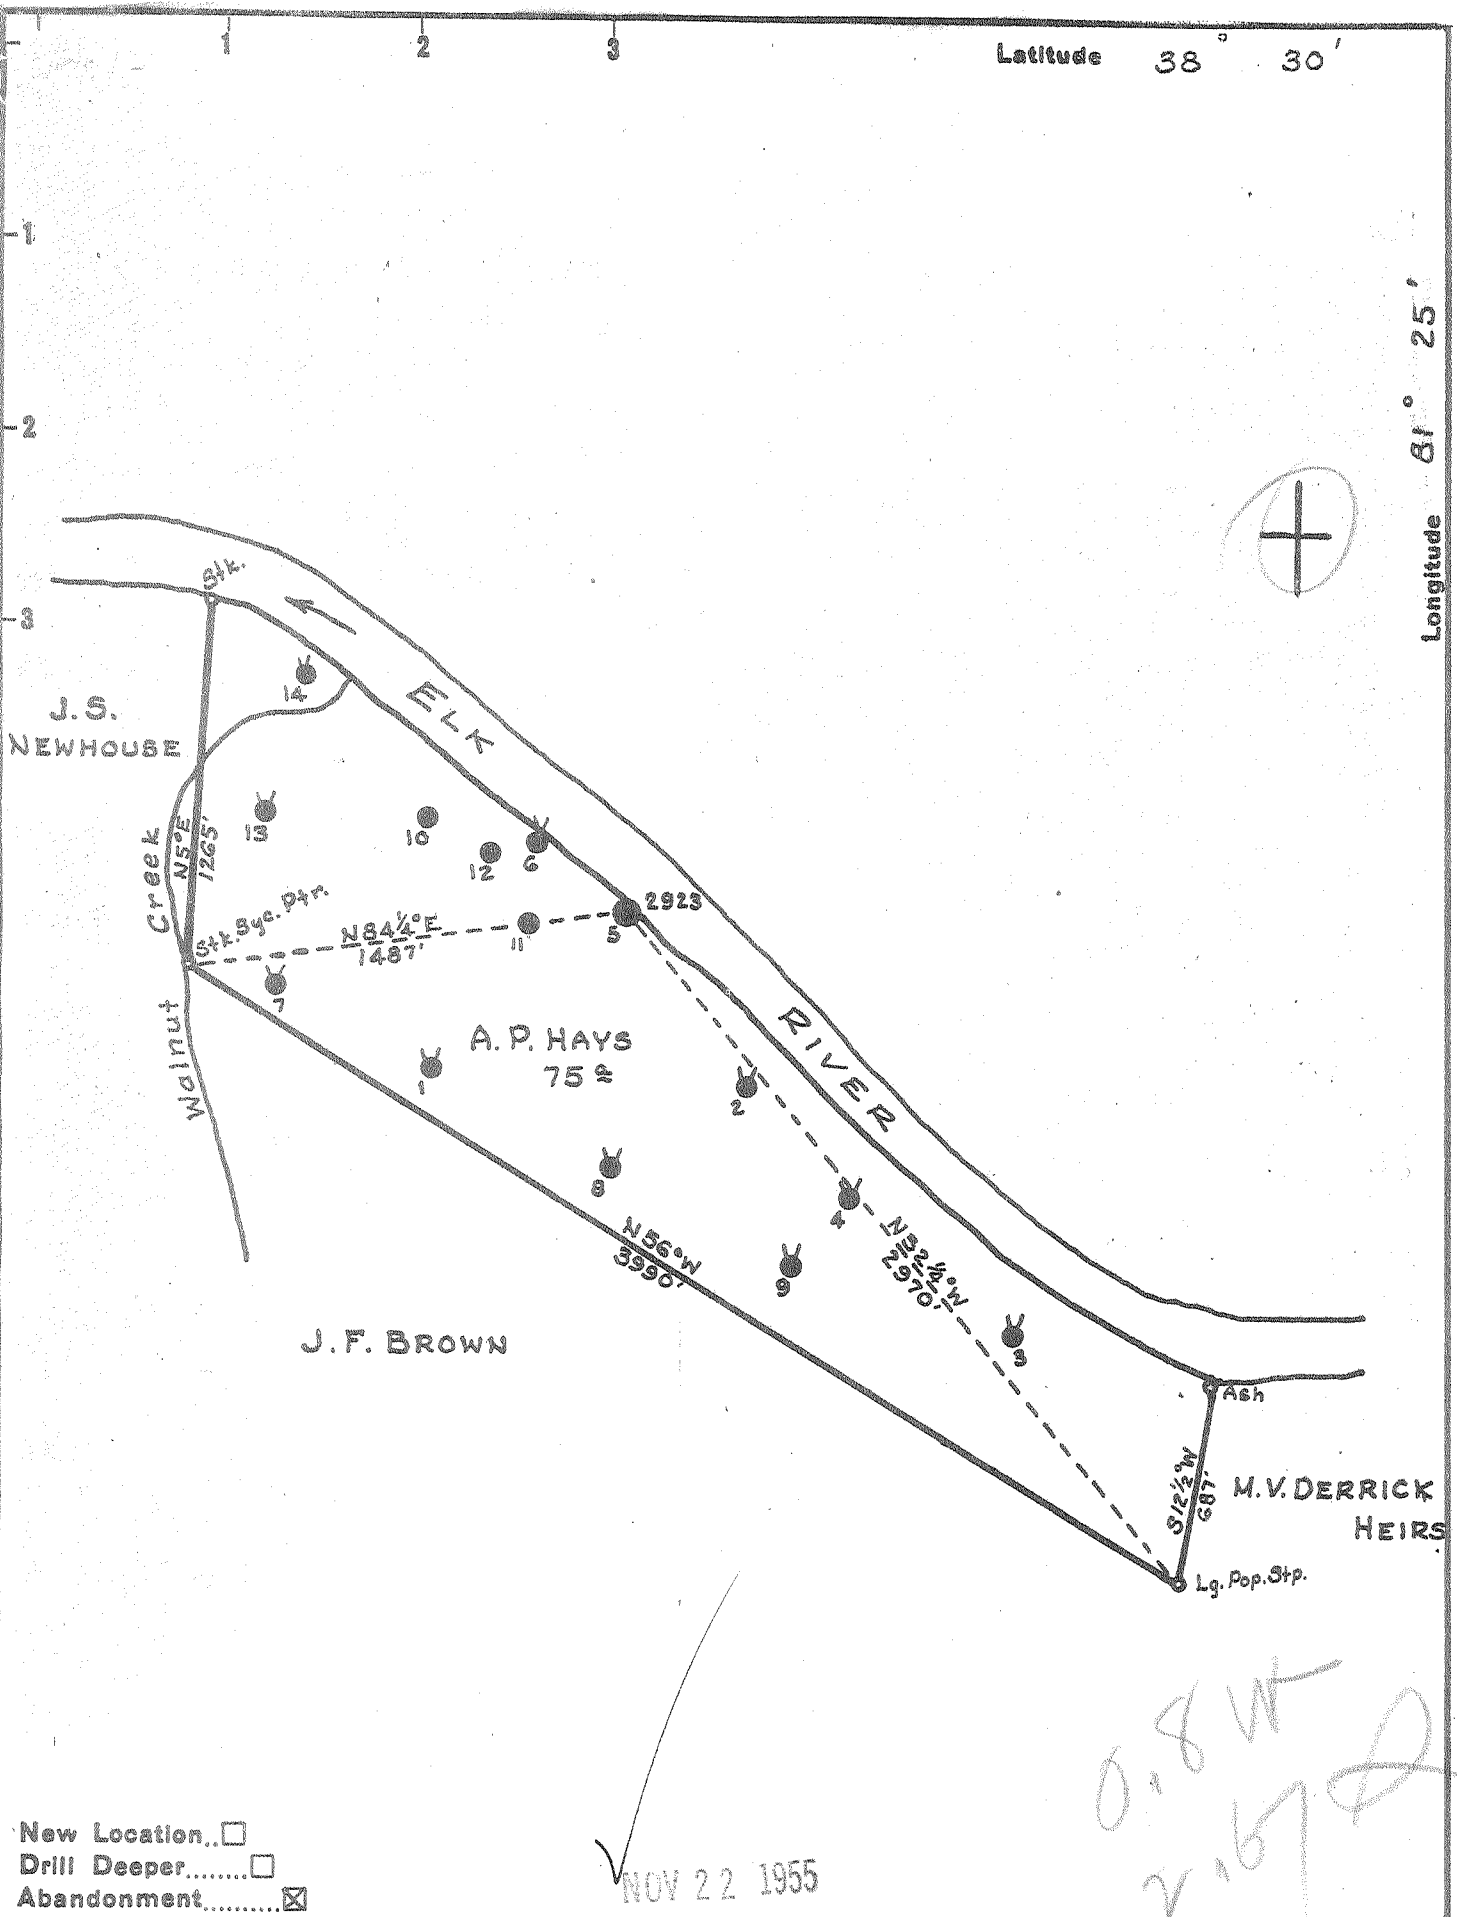 1 2 3
Latitude 38° 30'
1
2
3
Longitude 81° 25'
Stk.
14
ELK
J.S.
NEWHOUSE
13
10
12
6
Creek
N5°E
1265'
Stk. Syc. Ptr.
N84¼°E
1487'
11
5
2923
7
Walnut
A.P. HAYS
75 a
RIVER
1
2
8
4
9
3
N56°W
3990'
2970'
J.F. BROWN
Ash
S12½°W
687'
M.V. DERRICK
HEIRS
Lg. Pop. Stp.
0.8 W
New Location..☐
Drill Deeper........☐
Abandonment..........☒
NOV 22 1955